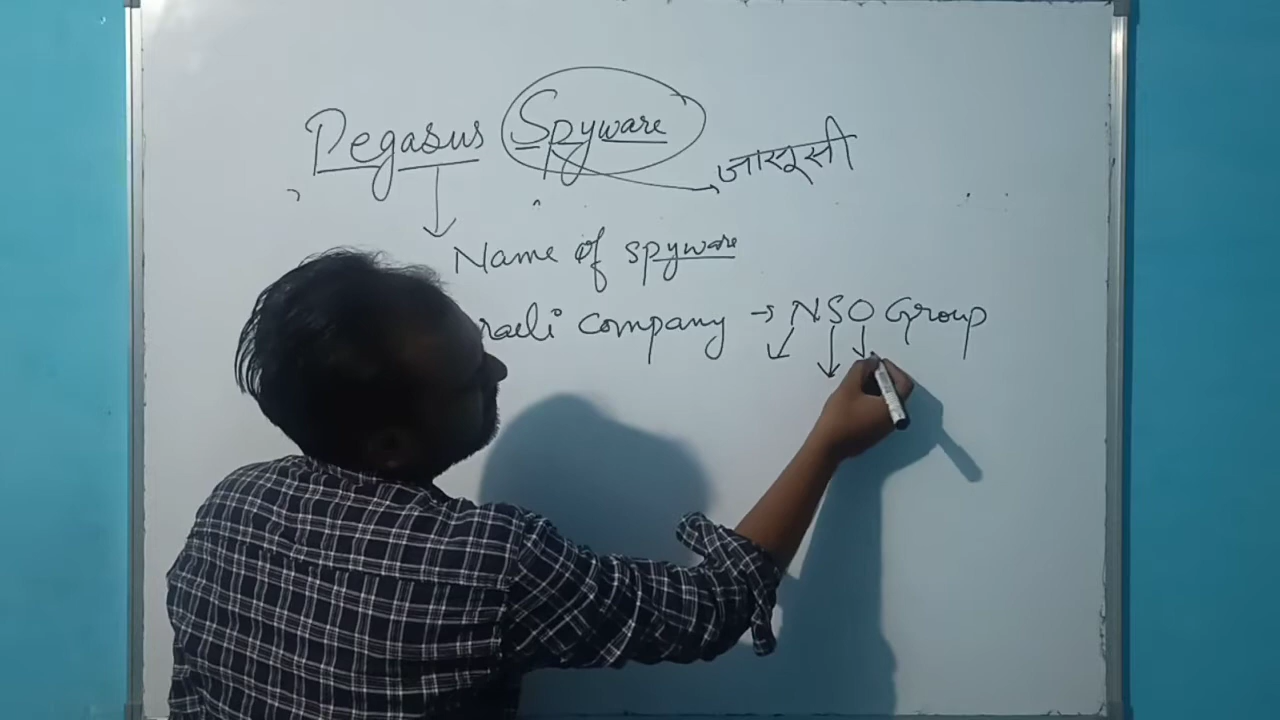 Pegasus Spyware
जासूसी
Name of spyware
raeli company → NSO Group